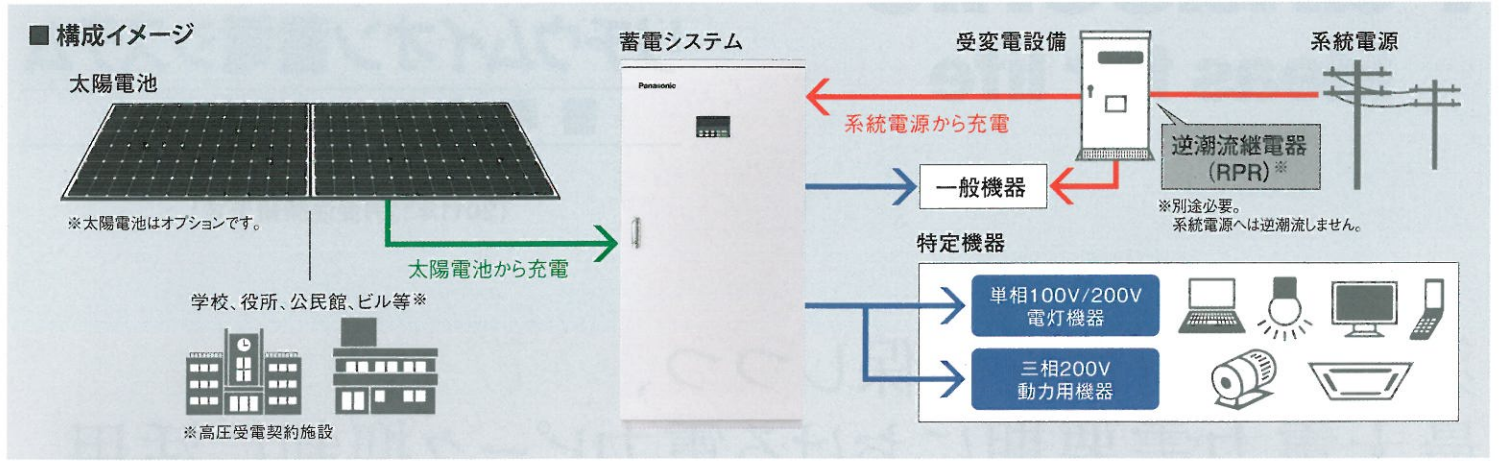 ■ 構成イメージ
太陽電池
※太陽電池はオプションです。
太陽電池から充電
学校、役所、公民館、ビル等※
※高圧受電契約施設
蓄電システム
Panasonic
系統電源から充電
受変電設備
系統電源
逆潮流継電器
(RPR)※
※別途必要。
系統電源へは逆潮流しません。
一般機器
特定機器
単相100V/200V
電灯機器
三相200V
動力用機器